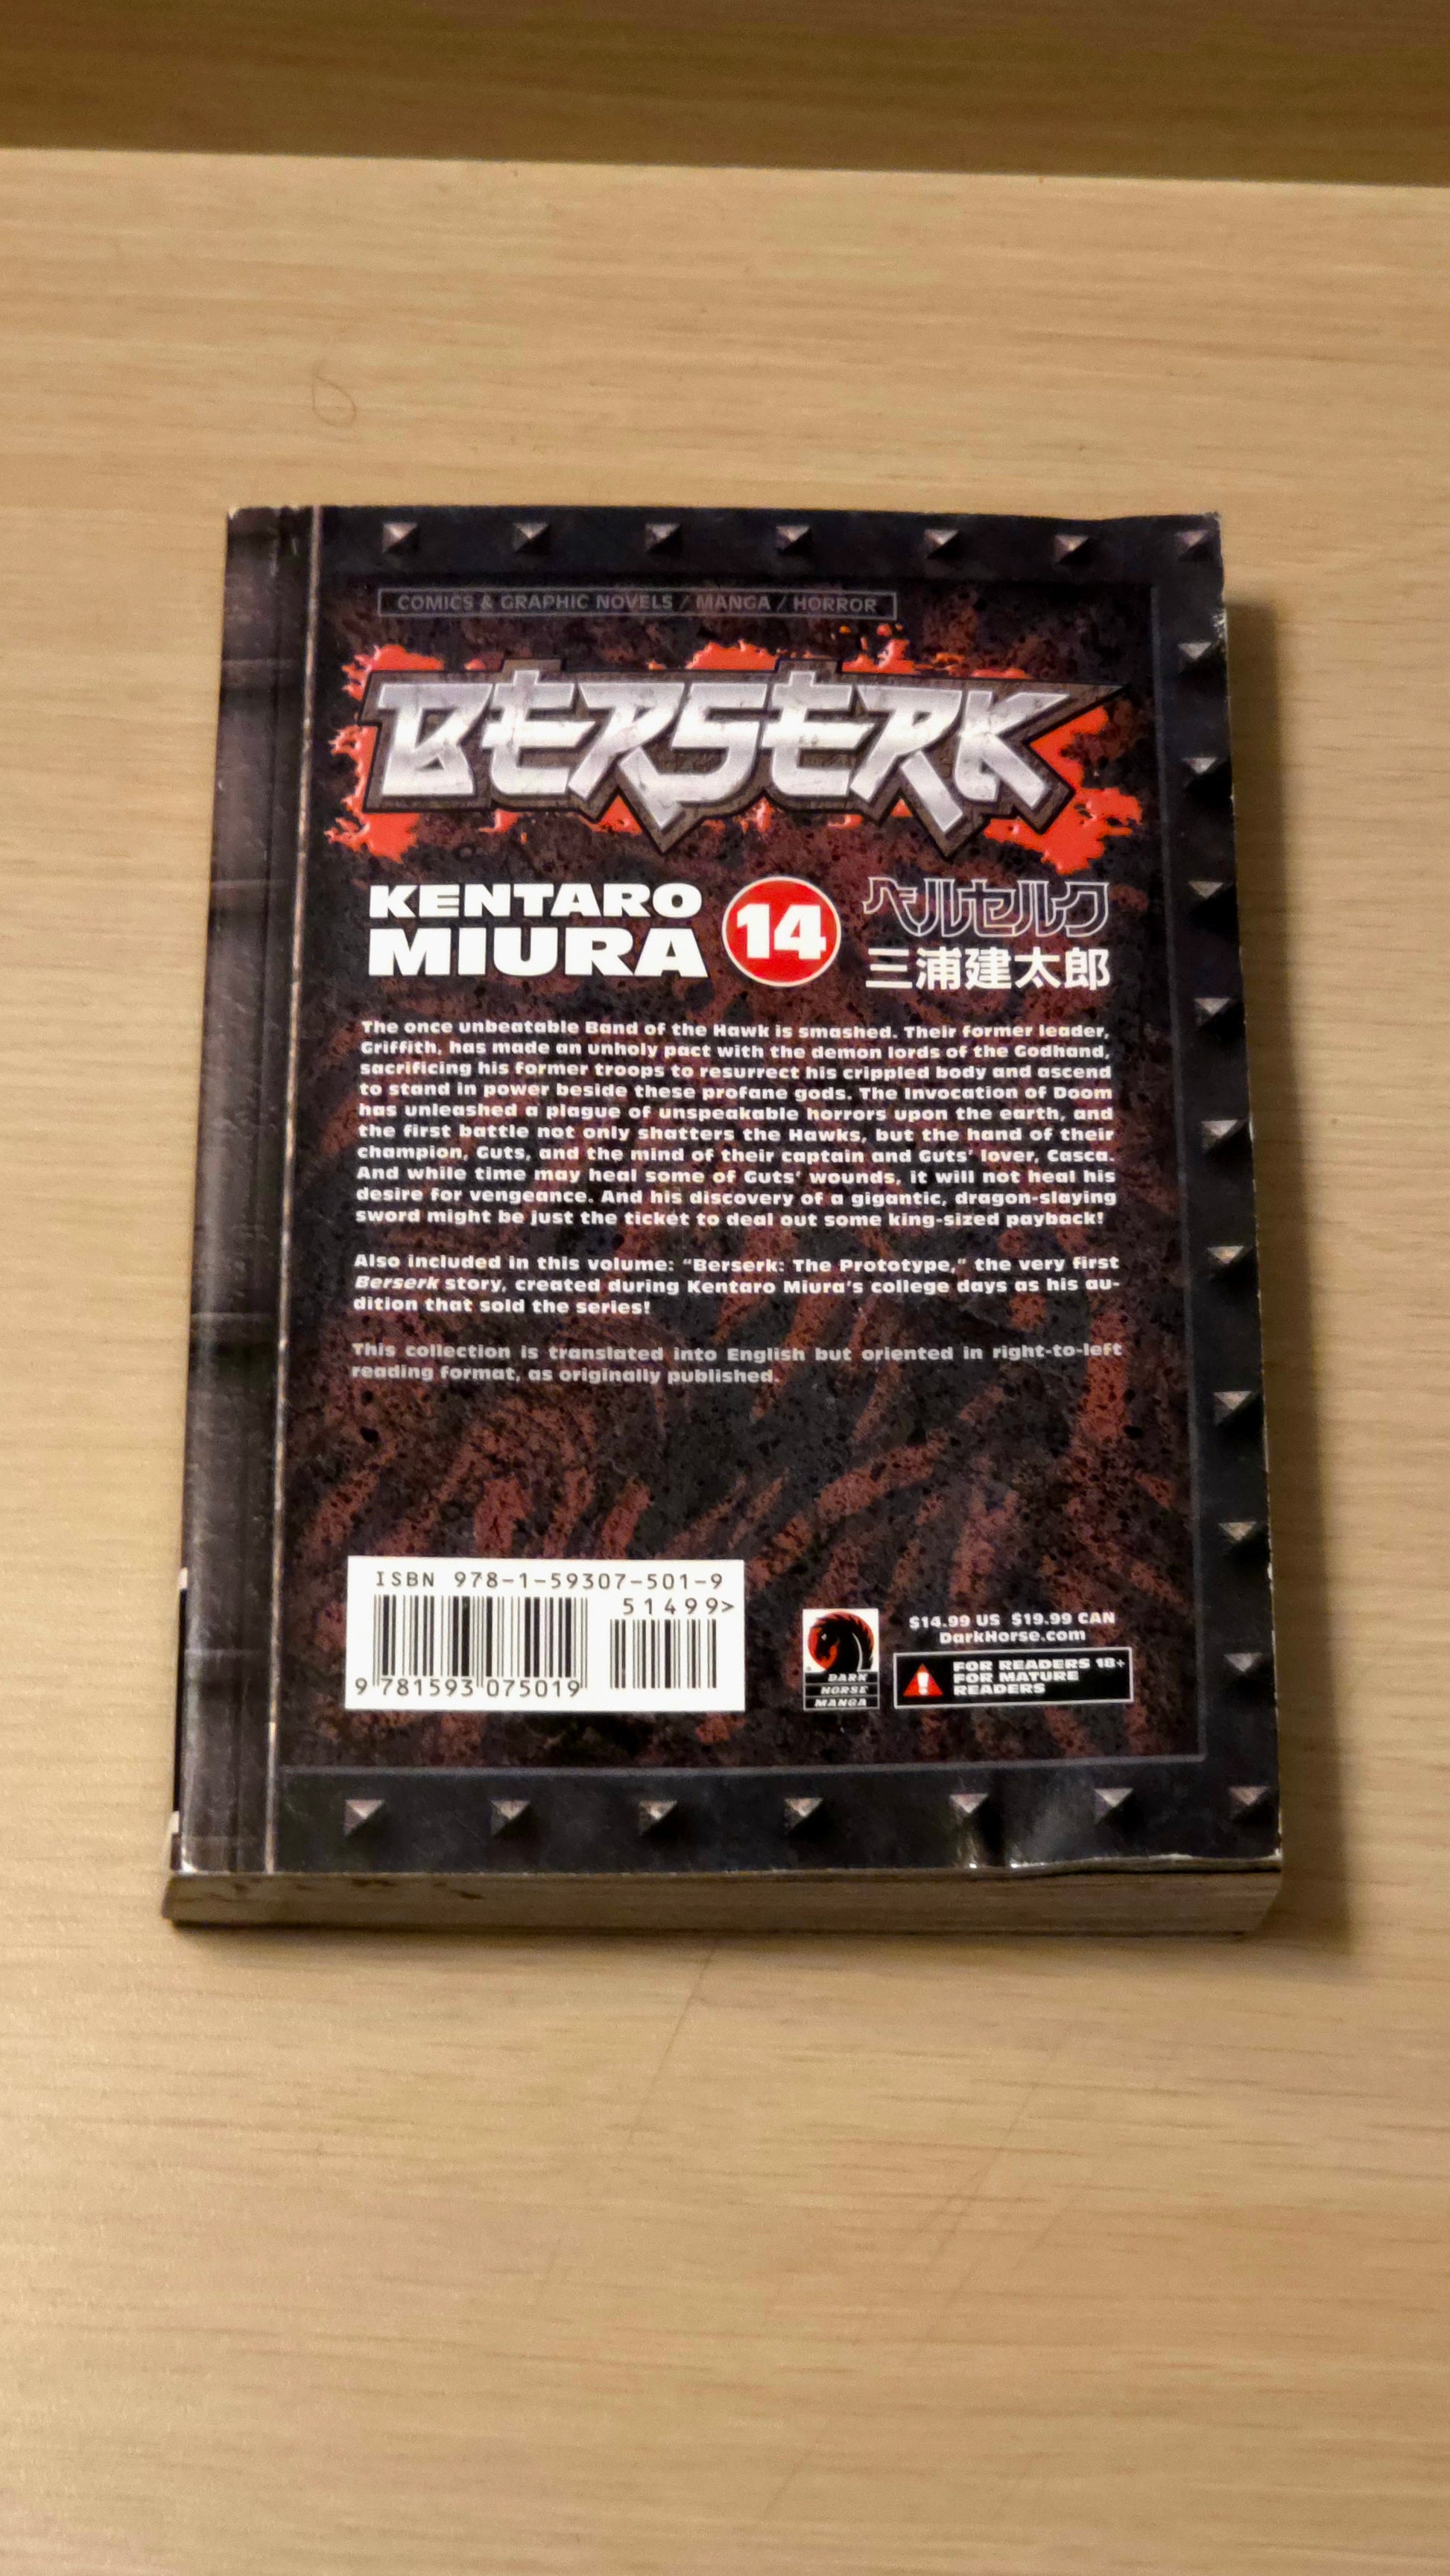 COMICS & GRAPHIC NOVELS / MANGA / HORROR
BERSERK
KENTARO
MIURA
14
ベルセルク
三浦建太郎
The once unbeatable Band of the Hawk is smashed. Their former leader,
Griffith, has made an unholy pact with the demon lords of the Godhand,
sacrificing his former troops to resurrect his crippled body and ascend
to stand in power beside these profane gods. The Invocation of Doom
has unleashed a plague of unspeakable horrors upon the earth, and
the first battle not only shatters the Hawks, but the hand of their
champion, Guts, and the mind of their captain and Guts' lover, Casca.
And while time may heal some of Guts' wounds, it will not heal his
desire for vengeance. And his discovery of a gigantic, dragon-slaying
sword might be just the ticket to deal out some king-sized payback!
Also included in this volume: “Berserk: The Prototype,” the very first
Berserk story, created during Kentaro Miura's college days as his au-
dition that sold the series!
This collection is translated into English but oriented in right-to-left
reading format, as originally published.
ISBN 978-1-59307-501-9
51499>
9 781593 075019
DARK
HORSE
MANGA
$14.99 US $19.99 CAN
DarkHorse.com
FOR READERS 18+
FOR MATURE
READERS